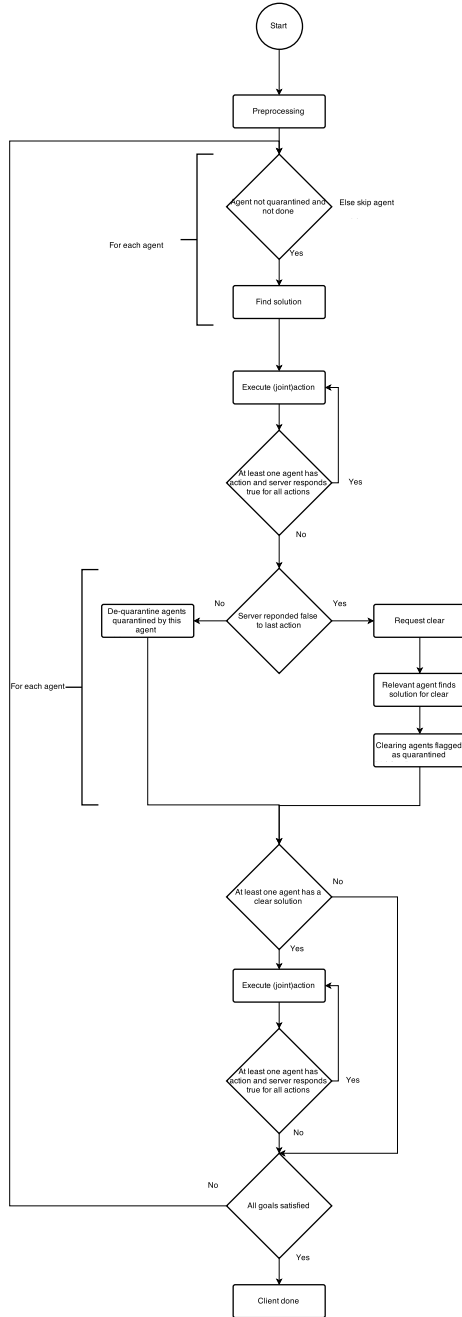 Start
Preprocessing
Agent not quarantined and
not done
Else skip agent
For each agent
Yes
Find solution
Execute (joint)action
At least one agent has
action and server responds
true for all actions
Yes
No
Server reponded false
to last action
No
Yes
De-quarantine agents
quarantined by this
agent
Request clear
Relevant agent finds
solution for clear
For each agent
Clearing agents flagged
as quarantined
At least one agent has a
clear solution
No
Yes
Execute (joint)action
At least one agent has
action and server responds
true for all actions
Yes
No
All goals satisfied
No
Yes
Client done